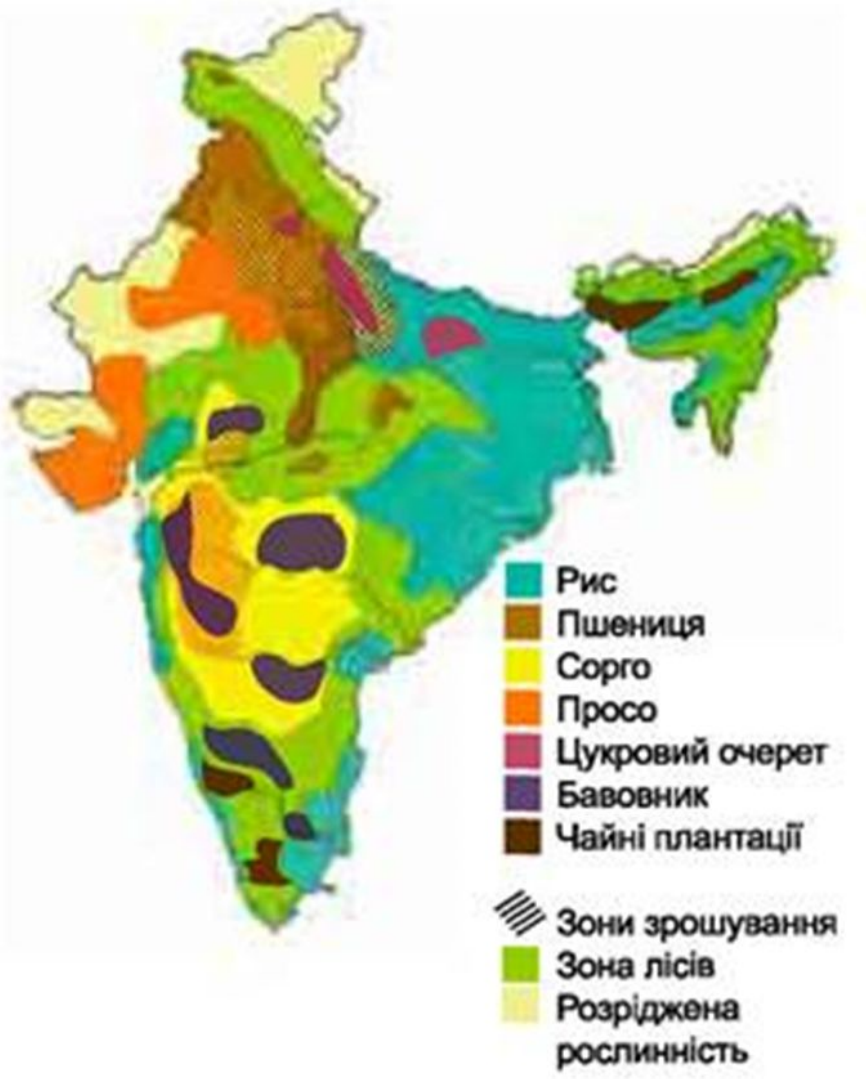 Рис
Пшениця
Сорго
Просо
Цукровий очерет
Бавовник
Чайні плантації
Зони зрошування
Зона лісів
Розріджена
рослинність